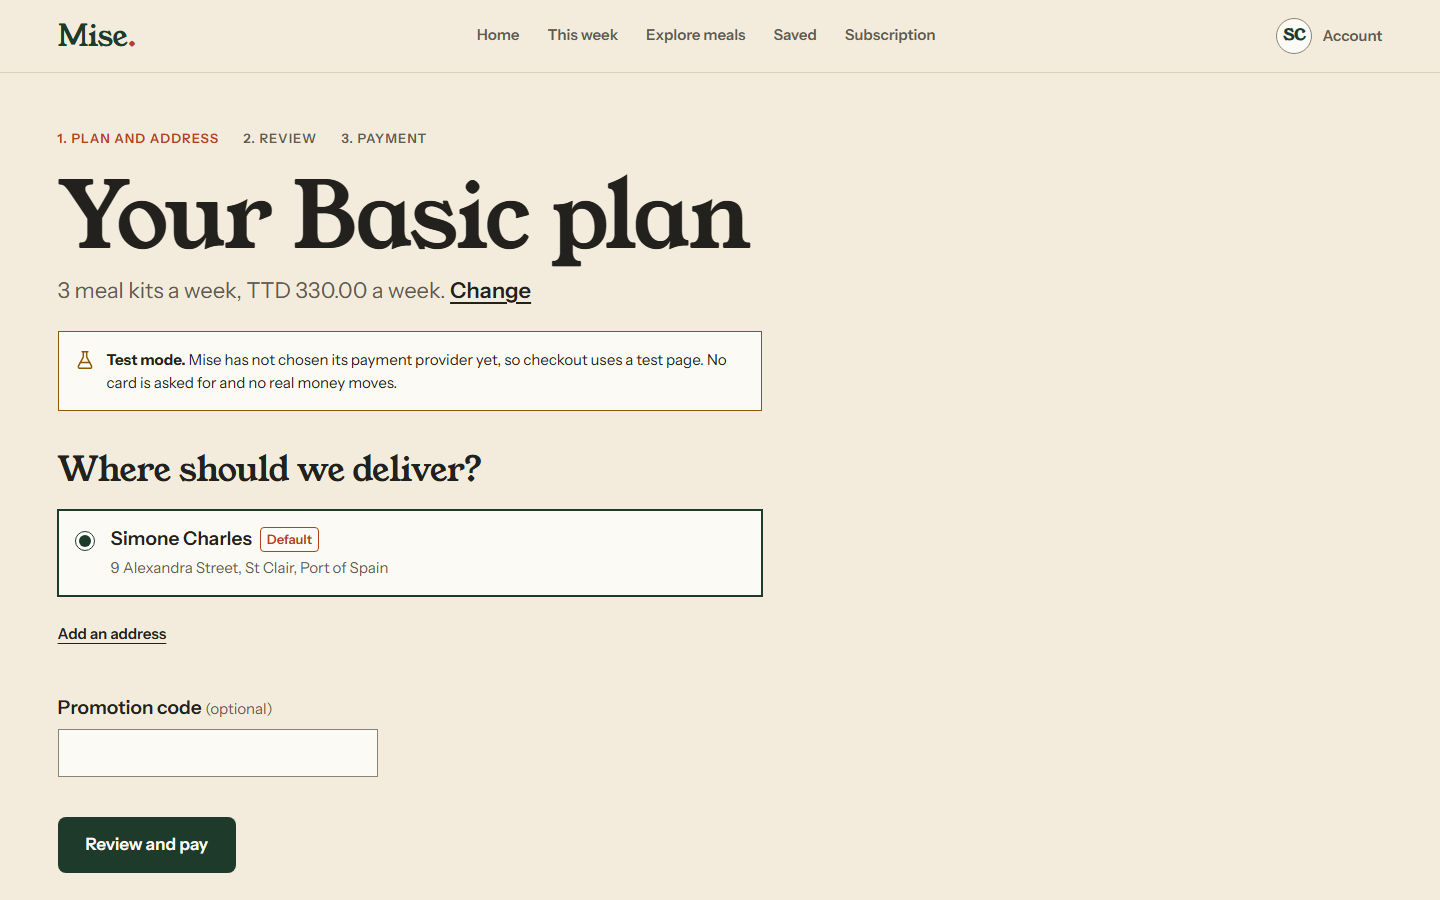 Mise.
Home
This week
Explore meals
Saved
Subscription
SC
Account
1. PLAN AND ADDRESS
2. REVIEW
3. PAYMENT
Your Basic plan
3 meal kits a week, TTD 330.00 a week. Change
Test mode. Mise has not chosen its payment provider yet, so checkout uses a test page. No
card is asked for and no real money moves.
Where should we deliver?
Simone Charles Default
9 Alexandra Street, St Clair, Port of Spain
Add an address
Promotion code (optional)
Review and pay